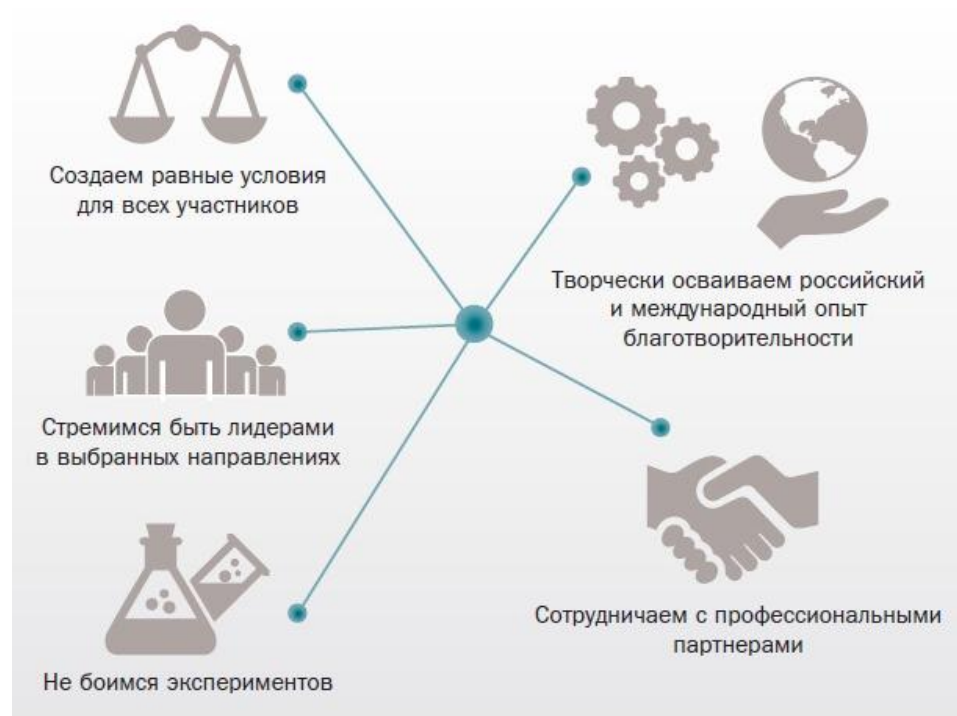 Создаем равные условия
для всех участников
Творчески осваиваем российский
и международный опыт
благотворительности
Стремимся быть лидерами
в выбранных направлениях
Сотрудничаем с профессиональными
партнерами
Не боимся экспериментов